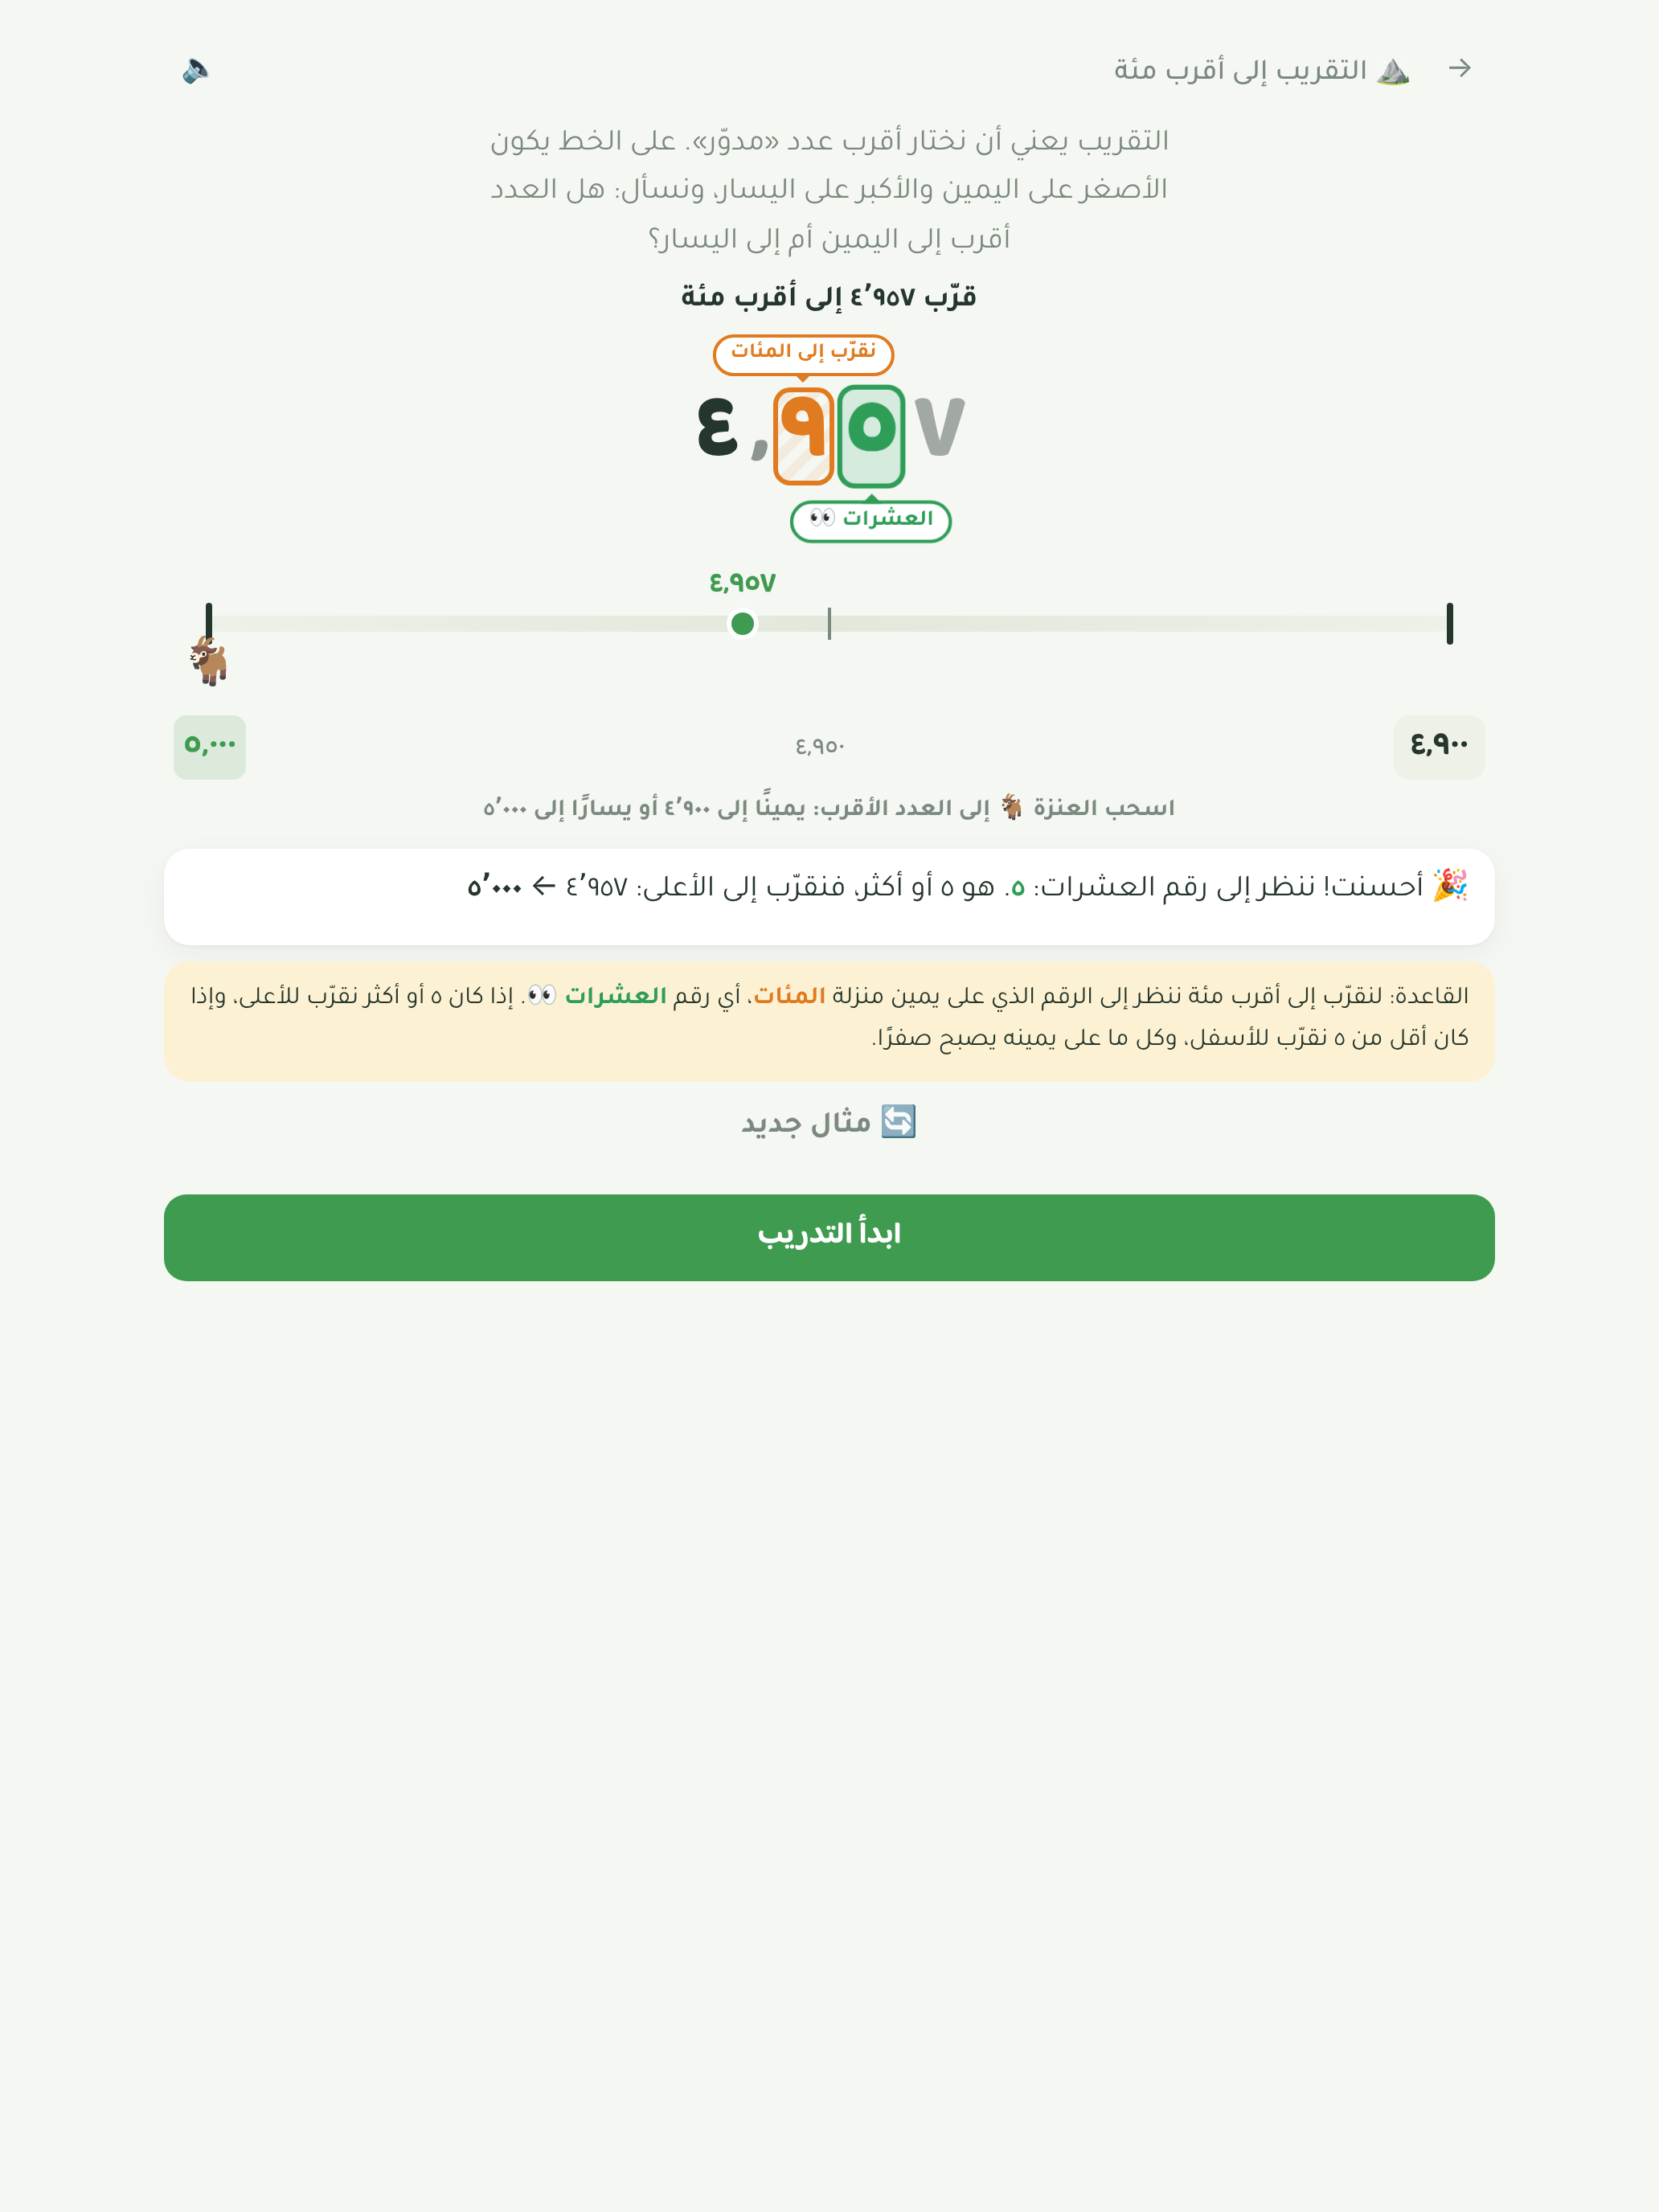 ⛰️ التقريب إلى أقرب مئة
التقريب يعني أن نختار أقرب عدد «مدوّر». على الخط يكون
الأصغر على اليمين والأكبر على اليسار، ونسأل: هل العدد
أقرب إلى اليمين أم إلى اليسار؟
قرّب ٤٬٩٥٧ إلى أقرب مئة
نقرّب إلى المئات
٤,٩٥٧
العشرات 👀
٤,٩٥٧
٤,٩٠٠
٤,٩٥٠
٥,٠٠٠
اسحب العنزة 🐐 إلى العدد الأقرب: يمينًا إلى ٤٬٩٠٠ أو يسارًا إلى ٥٬٠٠٠
🎉 أحسنت! ننظر إلى رقم العشرات: ٥. هو ٥ أو أكثر، فنقرّب إلى الأعلى: ٤٬٩٥٧ ← ٥٬٠٠٠
القاعدة: لنقرّب إلى أقرب مئة ننظر إلى الرقم الذي على يمين منزلة المئات، أي رقم العشرات 👀. إذا كان ٥ أو أكثر نقرّب للأعلى، وإذا
كان أقل من ٥ نقرّب للأسفل، وكل ما على يمينه يصبح صفرًا.
🔄 مثال جديد
ابدأ التدريب